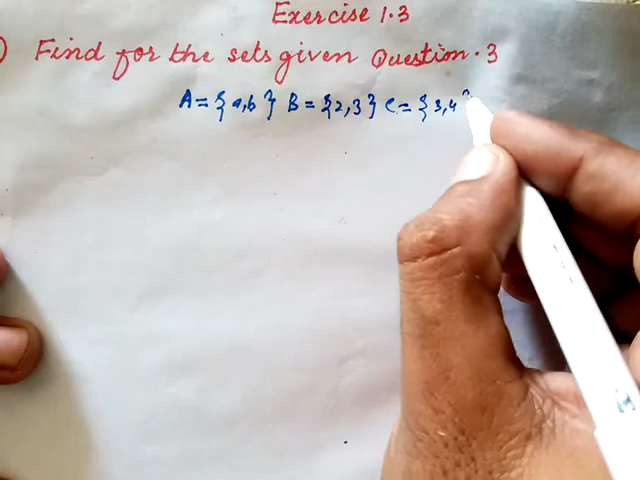 Exercise 1.3
) Find for the sets given Question. 3
A = {a,b} B = {2,3} C = {3,4}